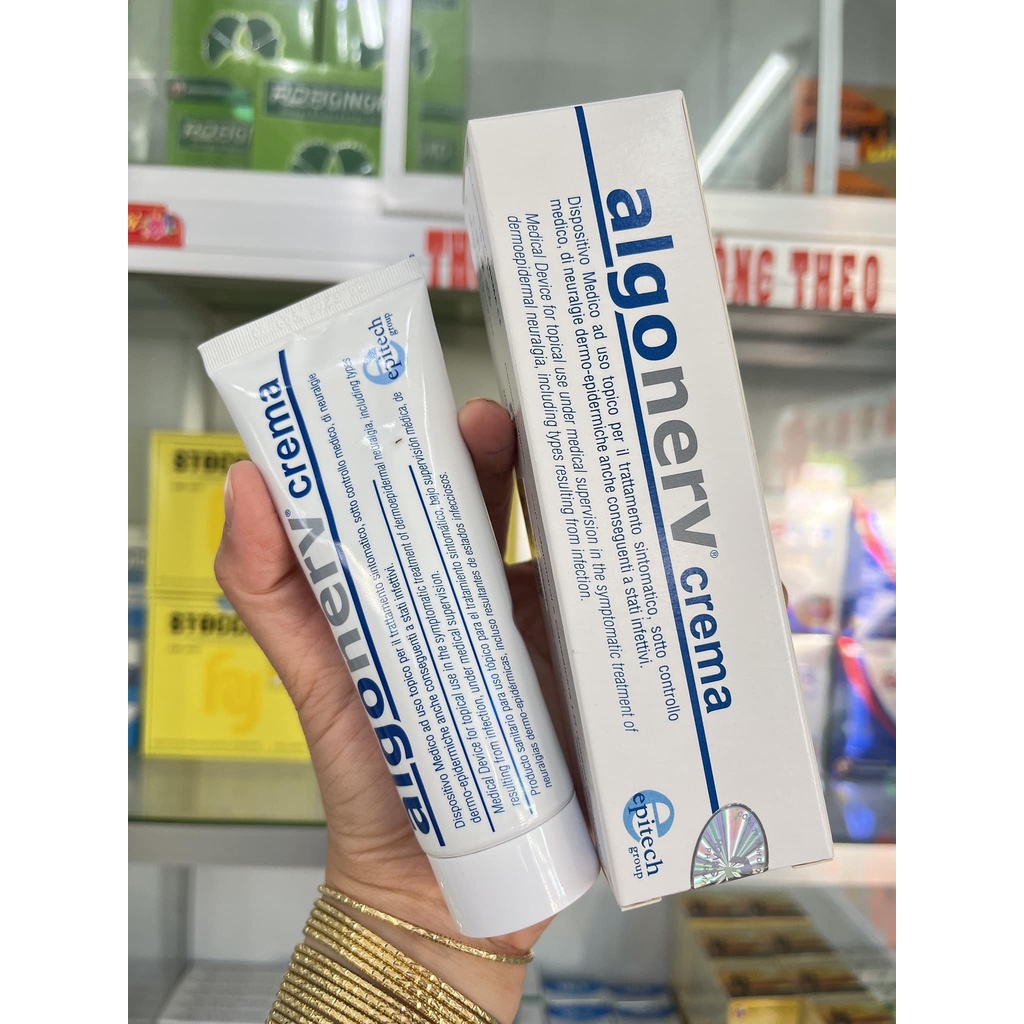 algonerv® crema
Dispositivo Medico ad uso topico per il trattamento sintomatico, sotto controllo
medico, di neuralgie dermo-epidermiche anche conseguenti a stati infettivi.
Medical Device for topical use under medical supervision in the symptomatic treatment of
dermoepidermal neuralgia, including types resulting from infection.
epitech
group
algonerv® crema
Dispositivo Medico ad uso topico per il trattamento sintomatico, sotto controllo medico, di neuralgie
dermo-epidermiche anche conseguenti a stati infettivi.
Medical Device for topical use in the symptomatic treatment of dermoepidermal neuralgia, including types
resulting from infection, under medical supervision.
Producto sanitario para uso tópico para el tratamiento sintomático, bajo supervisión médica, de
neuralgias dermo-epidérmicas, incluso resultantes de estados infecciosos.
epitech
group
TH
ÔNG THEO